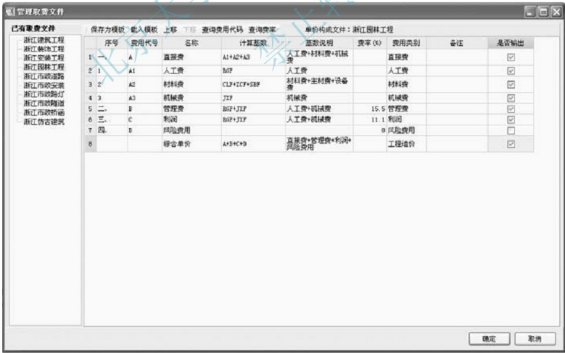 管理取费文件
已有取费文件
浙江建筑工程
浙江装饰工程
浙江安装工程
浙江园林工程
浙江市政道路
浙江市政安装
浙江市政路灯
浙江市政隧道
浙江市政桥涵
浙江仿古建筑
保存为模板 载入模板 上移 下移 查询费用代码 查询费率 单价构成文件：浙江园林工程
序号 费用代号 名称 计算基数 基数说明 费率(%) 费用类别 备注 是否输出
1 一、 A 直接费 A1+A2+A3 人工费+材料费+机械费 直接费
2 1 A1 人工费 RGF 人工费 人工费
3 2 A2 材料费 CLF+ZCF+SBF 材料费+主材费+设备费 材料费
4 3 A3 机械费 JXF 机械费 机械费
5 二、 B 管理费 RGF+JXF 人工费+机械费 15.5 管理费
6 三、 C 利润 RGF+JXF 人工费+机械费 11.1 利润
7 四、 D 风险费用 0 风险费用
8 综合单价 A+B+C+D 直接费+管理费+利润+风险费用 工程造价
确定 取消